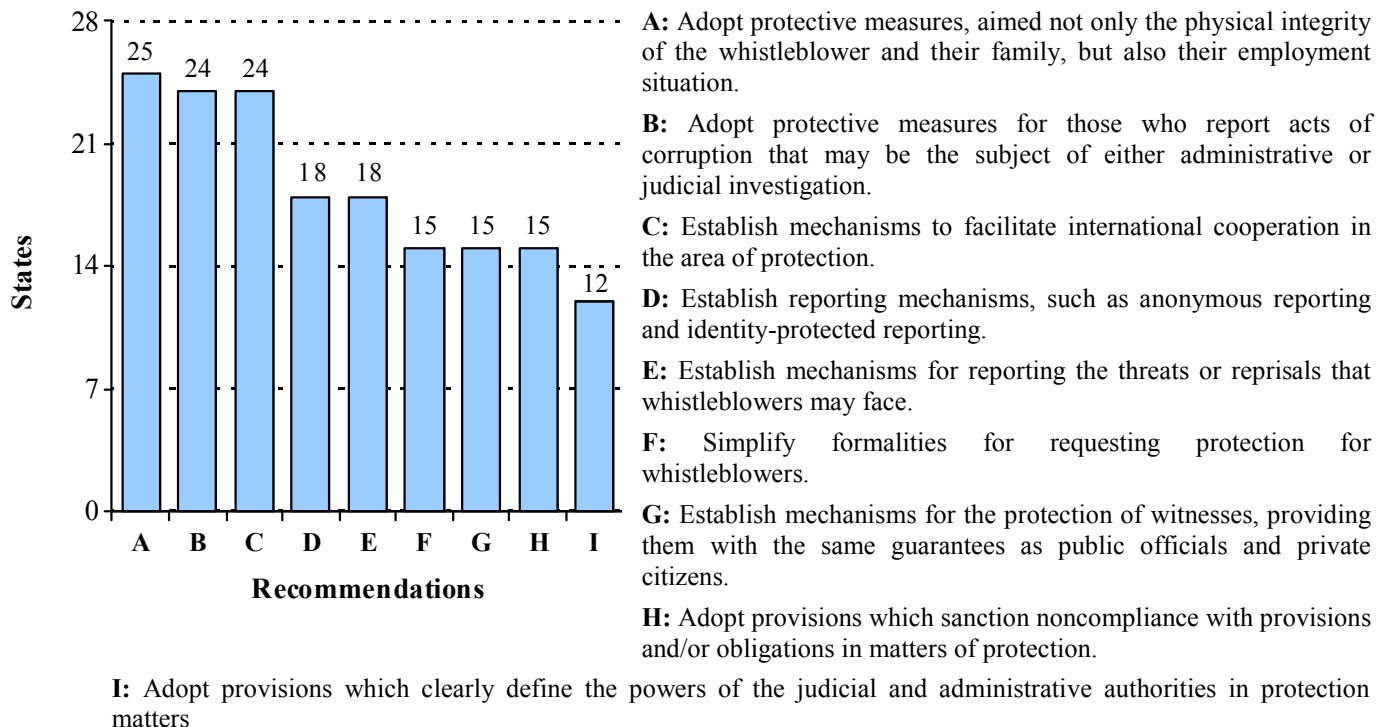 28
21
14
7
0
States
25
24
24
18
18
15
15
15
12
A
B
C
D
E
F
G
H
I
Recommendations
A: Adopt protective measures, aimed not only the physical integrity
of the whistleblower and their family, but also their employment
situation.
B: Adopt protective measures for those who report acts of
corruption that may be the subject of either administrative or
judicial investigation.
C: Establish mechanisms to facilitate international cooperation in
the area of protection.
D: Establish reporting mechanisms, such as anonymous reporting
and identity-protected reporting.
E: Establish mechanisms for reporting the threats or reprisals that
whistleblowers may face.
F: Simplify formalities for requesting protection for
whistleblowers.
G: Establish mechanisms for the protection of witnesses, providing
them with the same guarantees as public officials and private
citizens.
H: Adopt provisions which sanction noncompliance with provisions
and/or obligations in matters of protection.
I: Adopt provisions which clearly define the powers of the judicial and administrative authorities in protection
matters